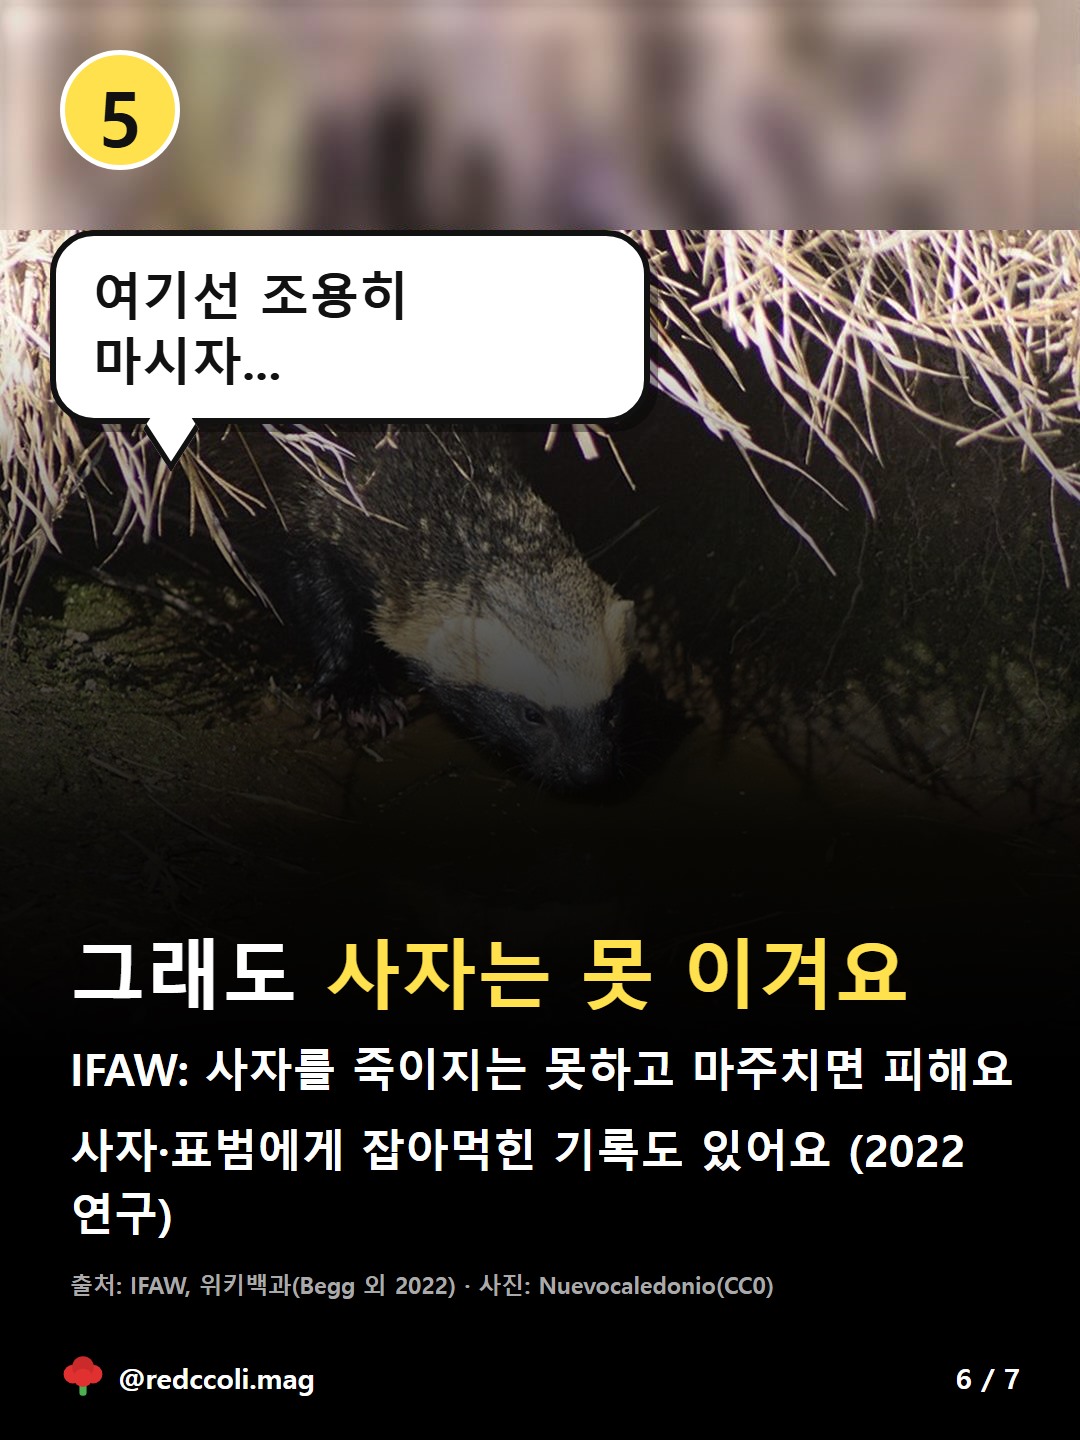 5
여기선 조용히
마시자...
그래도 사자는 못 이겨요
IFAW: 사자를 죽이지는 못하고 마주치면 피해요
사자·표범에게 잡아먹힌 기록도 있어요 (2022
연구)
출처: IFAW, 위키백과(Begg 외 2022) · 사진: Nuevocaledonio(CC0)
@redccoli.mag
6 / 7